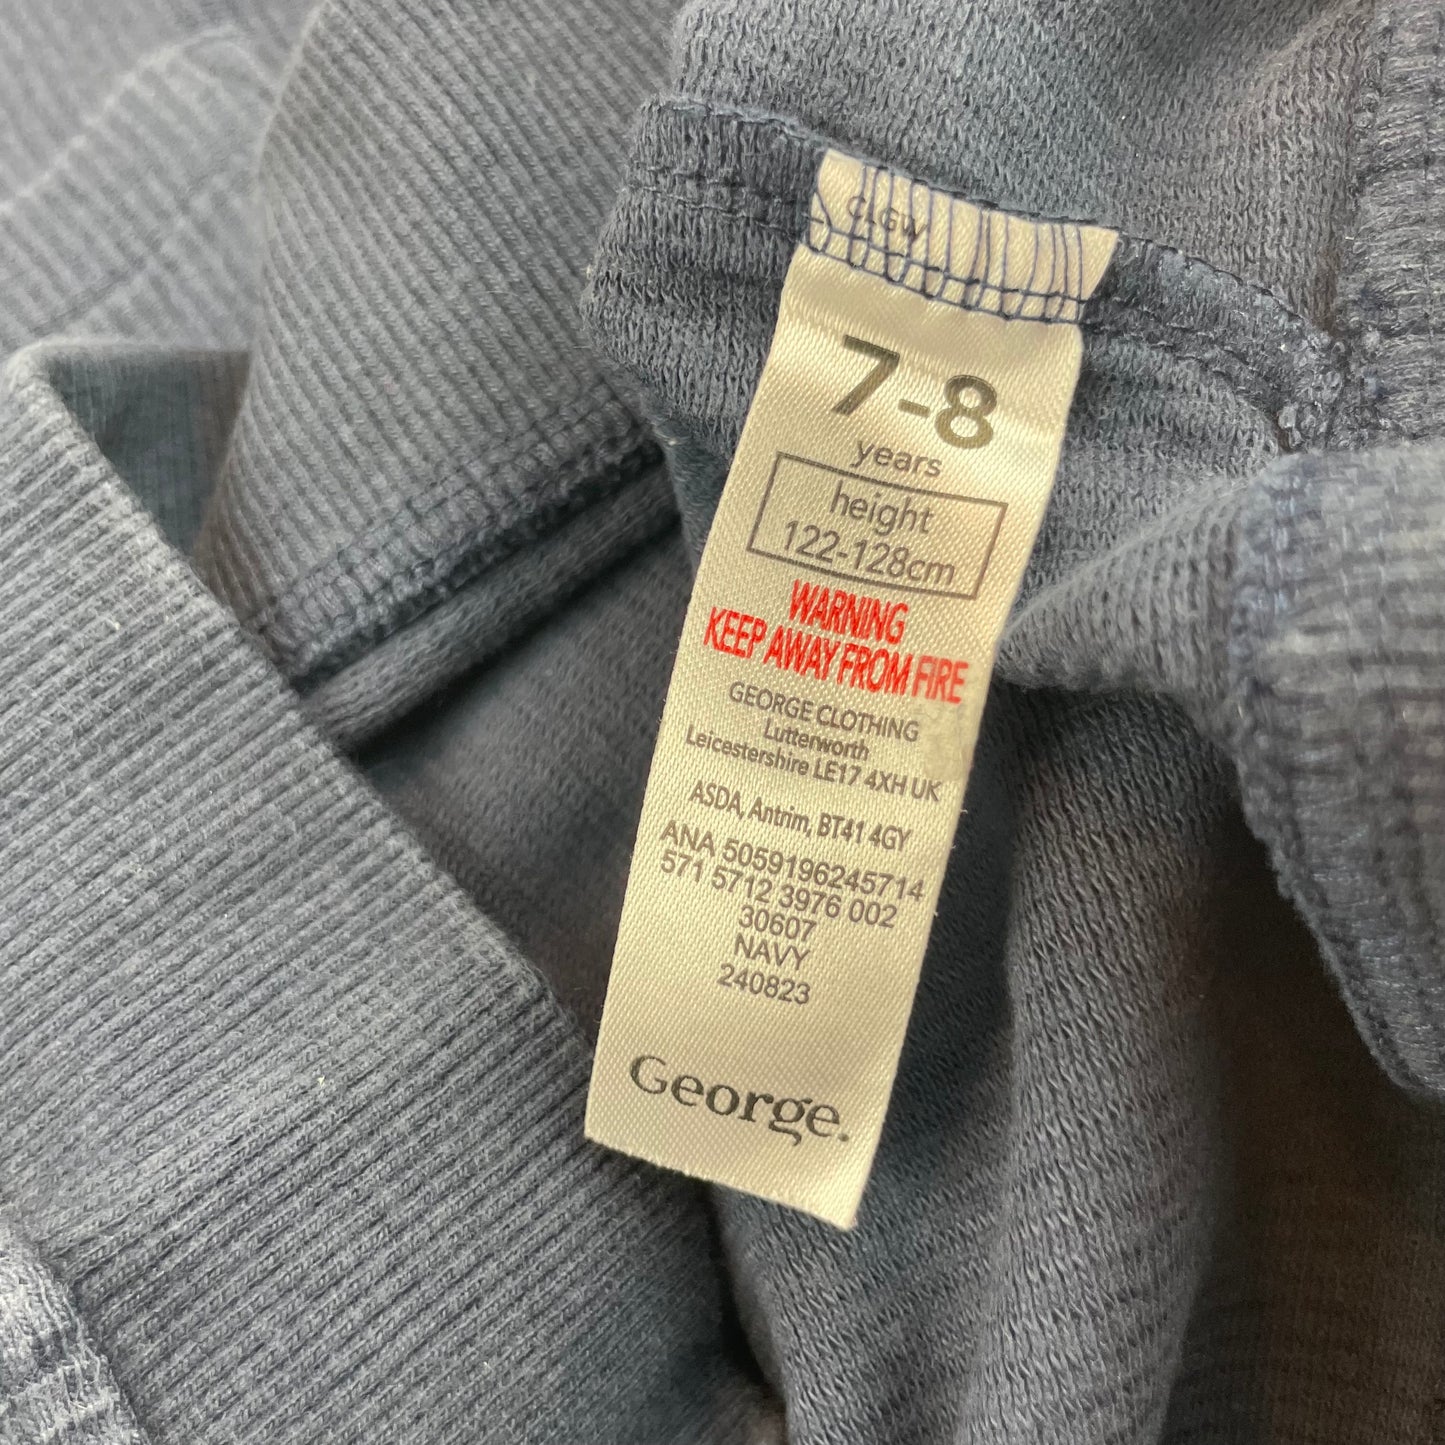 C-GW
7-8
years
height
122-128cm
WARNING
KEEP AWAY FROM FIRE
GEORGE CLOTHING
Lutterworth
Leicestershire LE17 4XH UK
ASDA, Antrim, BT41 4GY
ANA 5059196245714
571 5712 3976 002
30607
NAVY
240823
George.